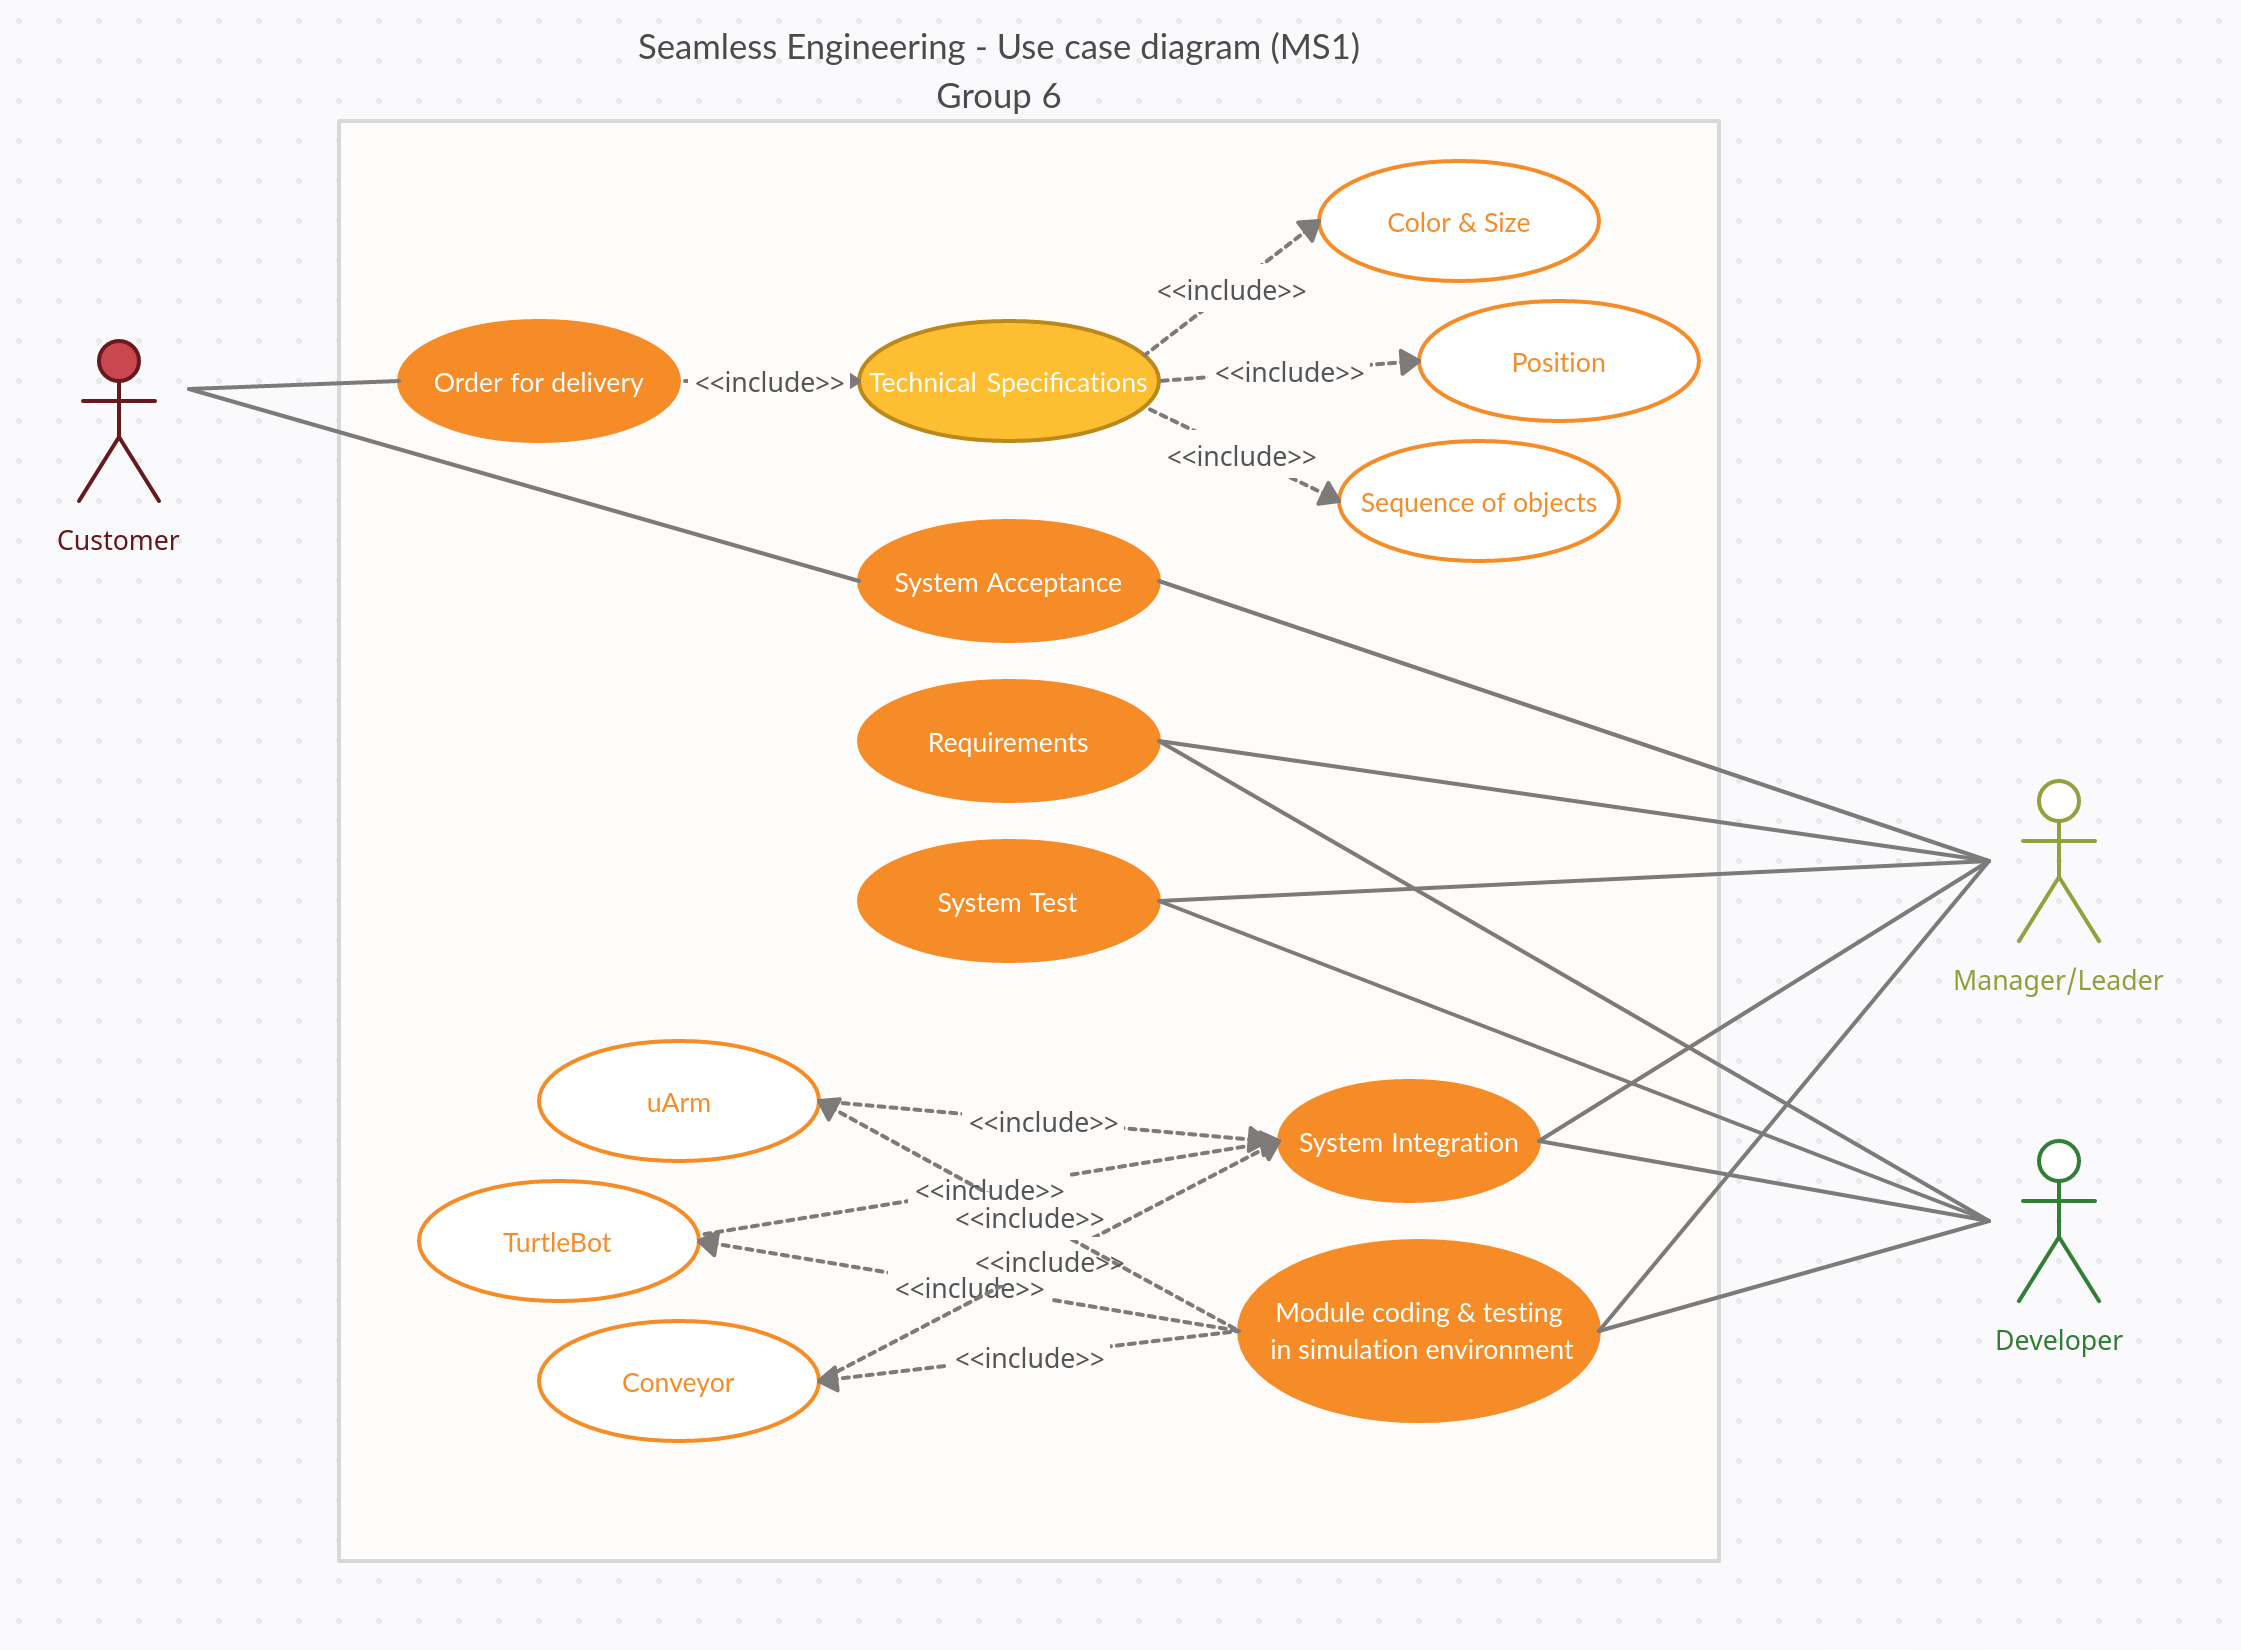 Seamless Engineering - Use case diagram (MS1)
Group 6
Color & Size
<<include>>
Position
Order for delivery
<<include>>
Technical Specifications
<<include>>
<<include>>
Sequence of objects
Customer
System Acceptance
Requirements
System Test
Manager/Leader
uArm
<<include>>
System Integration
<<include>>
<<include>>
TurtleBot
<<include>>
<<include>>
Module coding & testing
in simulation environment
Developer
<<include>>
Conveyor